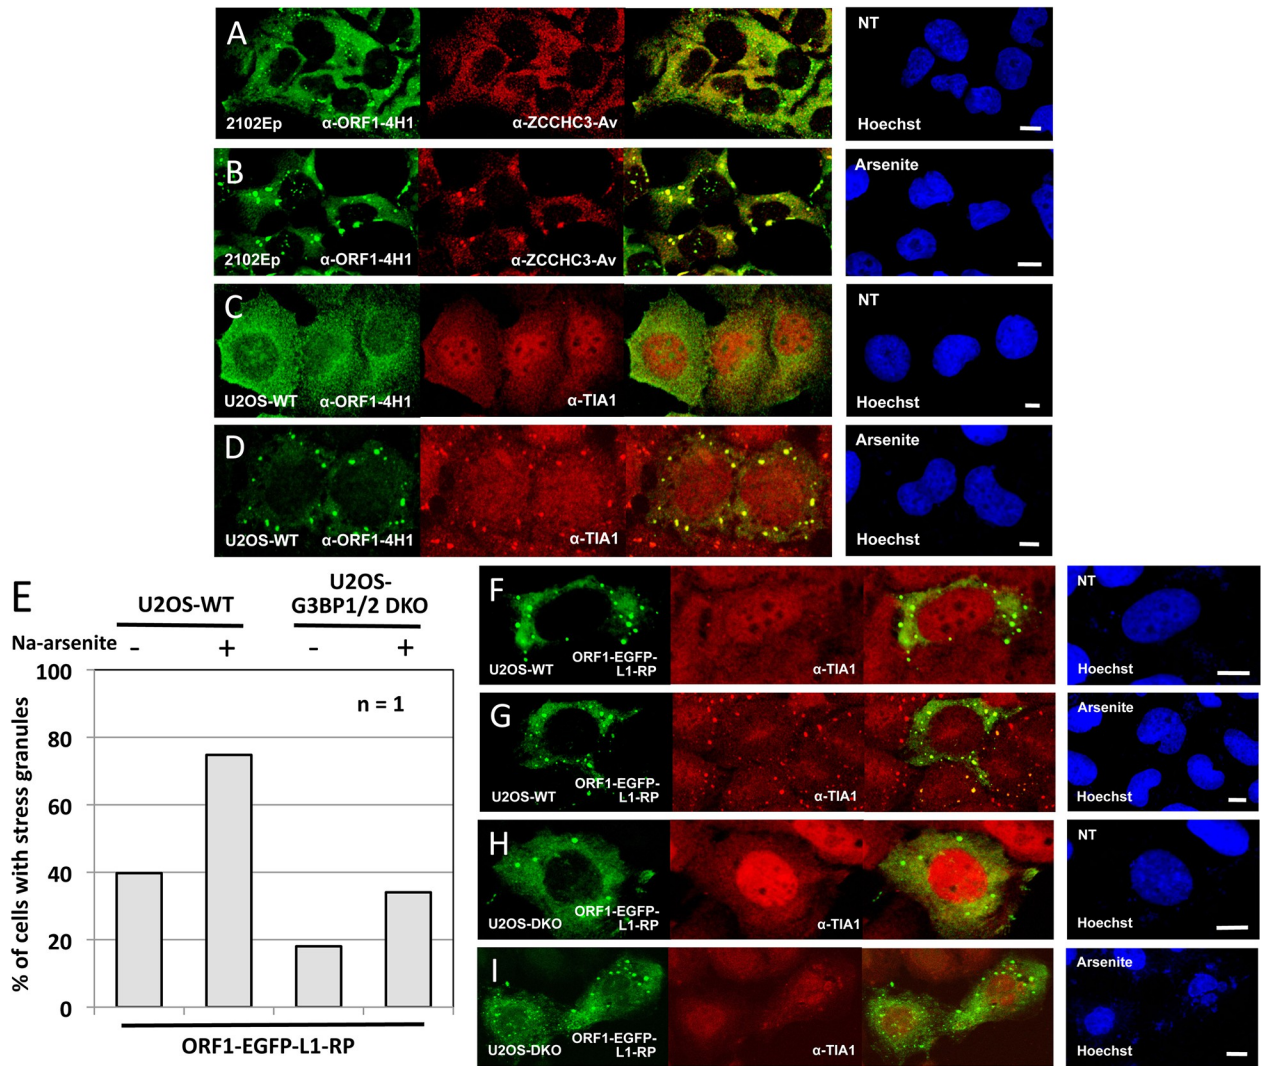 A
2102Ep
α-ORF1-4H1
α-ZCCHC3-Av
NT
Hoechst
B
2102Ep
α-ORF1-4H1
α-ZCCHC3-Av
Arsenite
C
U2OS-WT
α-ORF1-4H1
α-TIA1
NT
Hoechst
D
U2OS-WT
α-ORF1-4H1
α-TIA1
Arsenite
Hoechst
E
U2OS-WT
U2OS-
G3BP1/2 DKO
Na-arsenite
- + - +
n = 1
% of cells with stress granules
100
80
60
40
20
0
ORF1-EGFP-L1-RP
F
U2OS-WT
ORF1-EGFP-
L1-RP
α-TIA1
NT
Hoechst
G
U2OS-WT
ORF1-EGFP-
L1-RP
α-TIA1
Arsenite
Hoechst
H
U2OS-DKO
ORF1-EGFP-
L1-RP
α-TIA1
NT
Hoechst
I
U2OS-DKO
ORF1-EGFP-
L1-RP
α-TIA1
Arsenite
Hoechst